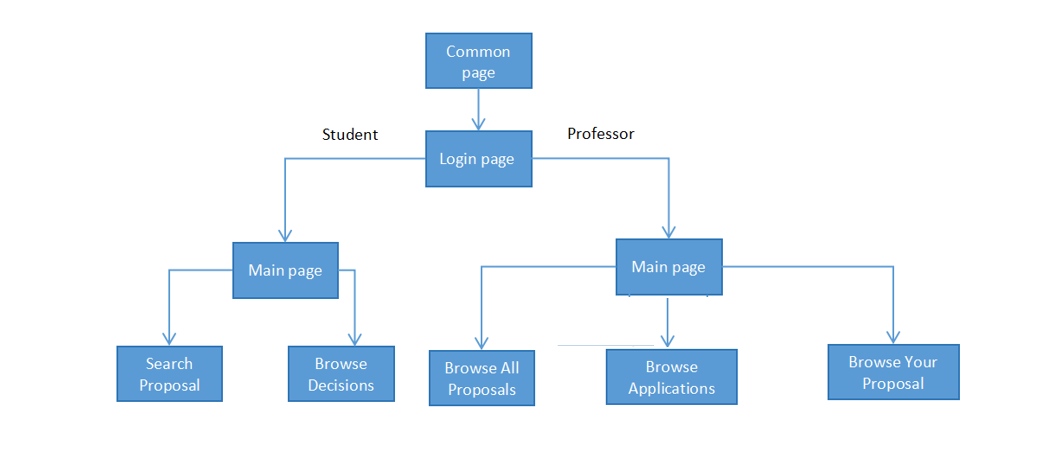 Common
page
Student
Professor
Login page
Main page
Main page
Search
Proposal
Browse
Decisions
Browse All
Proposals
Browse
Applications
Browse Your
Proposal